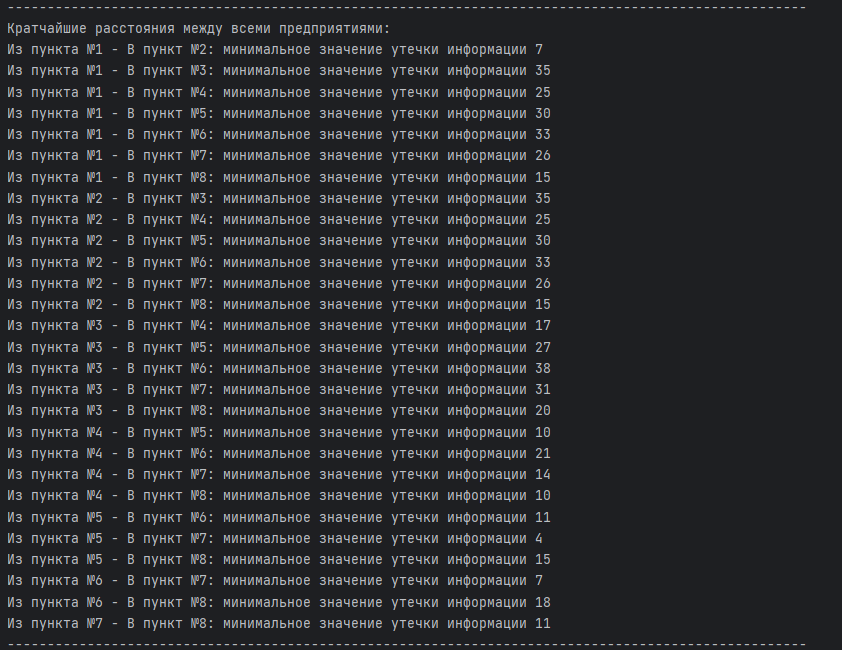 ----------------------------------------------------------------------------------------------------
Кратчайшие расстояния между всеми предприятиями:
Из пункта №1 - В пункт №2: минимальное значение утечки информации 7
Из пункта №1 - В пункт №3: минимальное значение утечки информации 35
Из пункта №1 - В пункт №4: минимальное значение утечки информации 25
Из пункта №1 - В пункт №5: минимальное значение утечки информации 30
Из пункта №1 - В пункт №6: минимальное значение утечки информации 33
Из пункта №1 - В пункт №7: минимальное значение утечки информации 26
Из пункта №1 - В пункт №8: минимальное значение утечки информации 15
Из пункта №2 - В пункт №3: минимальное значение утечки информации 35
Из пункта №2 - В пункт №4: минимальное значение утечки информации 25
Из пункта №2 - В пункт №5: минимальное значение утечки информации 30
Из пункта №2 - В пункт №6: минимальное значение утечки информации 33
Из пункта №2 - В пункт №7: минимальное значение утечки информации 26
Из пункта №2 - В пункт №8: минимальное значение утечки информации 15
Из пункта №3 - В пункт №4: минимальное значение утечки информации 17
Из пункта №3 - В пункт №5: минимальное значение утечки информации 27
Из пункта №3 - В пункт №6: минимальное значение утечки информации 38
Из пункта №3 - В пункт №7: минимальное значение утечки информации 31
Из пункта №3 - В пункт №8: минимальное значение утечки информации 20
Из пункта №4 - В пункт №5: минимальное значение утечки информации 10
Из пункта №4 - В пункт №6: минимальное значение утечки информации 21
Из пункта №4 - В пункт №7: минимальное значение утечки информации 14
Из пункта №4 - В пункт №8: минимальное значение утечки информации 10
Из пункта №5 - В пункт №6: минимальное значение утечки информации 11
Из пункта №5 - В пункт №7: минимальное значение утечки информации 4
Из пункта №5 - В пункт №8: минимальное значение утечки информации 15
Из пункта №6 - В пункт №7: минимальное значение утечки информации 7
Из пункта №6 - В пункт №8: минимальное значение утечки информации 18
Из пункта №7 - В пункт №8: минимальное значение утечки информации 11
----------------------------------------------------------------------------------------------------